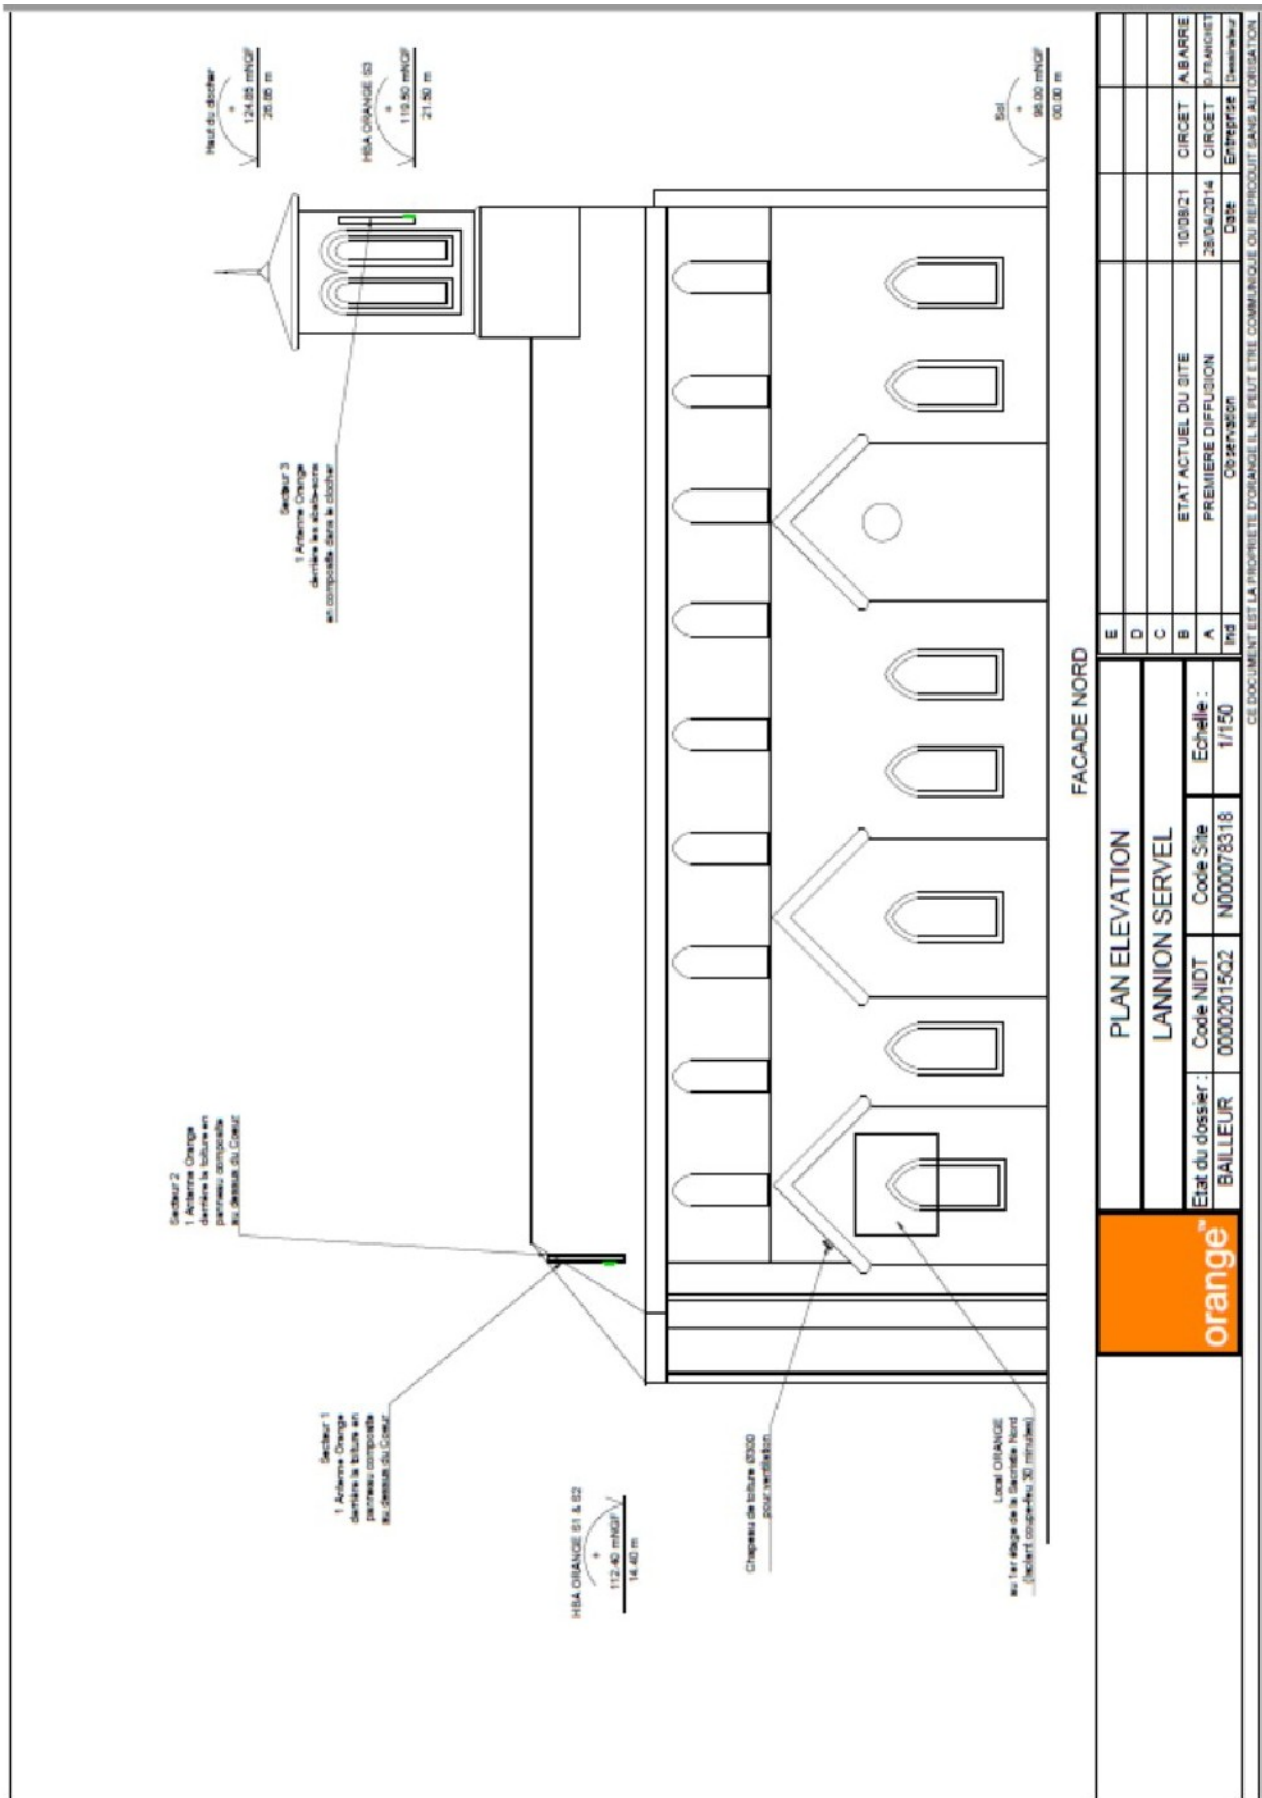 Haut du clocher
+
124.85 mNGF
26.85 m
HBA ORANGE S3
+
119.50 mNGF
21.50 m
Sol
+
98.00 mNGF
00.00 m
Secteur 3
1 Antenne Orange
derrière les abats-sons
en composite dans le clocher
Secteur 2
1 Antenne Orange
derrière la toiture en
panneau composite
au dessus du Coeur
Secteur 1
1 Antenne Orange
derrière la toiture en
panneau composite
au dessus du Coeur
HBA ORANGE S1 & S2
+
112.40 mNGF
14.40 m
Chapeau de toiture Ø300
pour ventilation
Local ORANGE
au 1er étage de la Sacristie Nord
(Isolant coupe-feu 30 minutes)
FACADE NORD
orange™
PLAN ELEVATION
LANNION SERVEL
Etat du dossier : Code NIDT Code Site Echelle :
BAILLEUR 00002015Q2 N000078318 1/150
E
D
C
B ETAT ACTUEL DU SITE 10/08/21 CIRCET A.BARRE
A PREMIERE DIFFUSION 28/04/2014 CIRCET D.FRANCHET
Ind Observation Date Entreprise Dessinateur
CE DOCUMENT EST LA PROPRIETE D'ORANGE IL NE PEUT ETRE COMMUNIQUE OU REPRODUIT SANS AUTORISATION